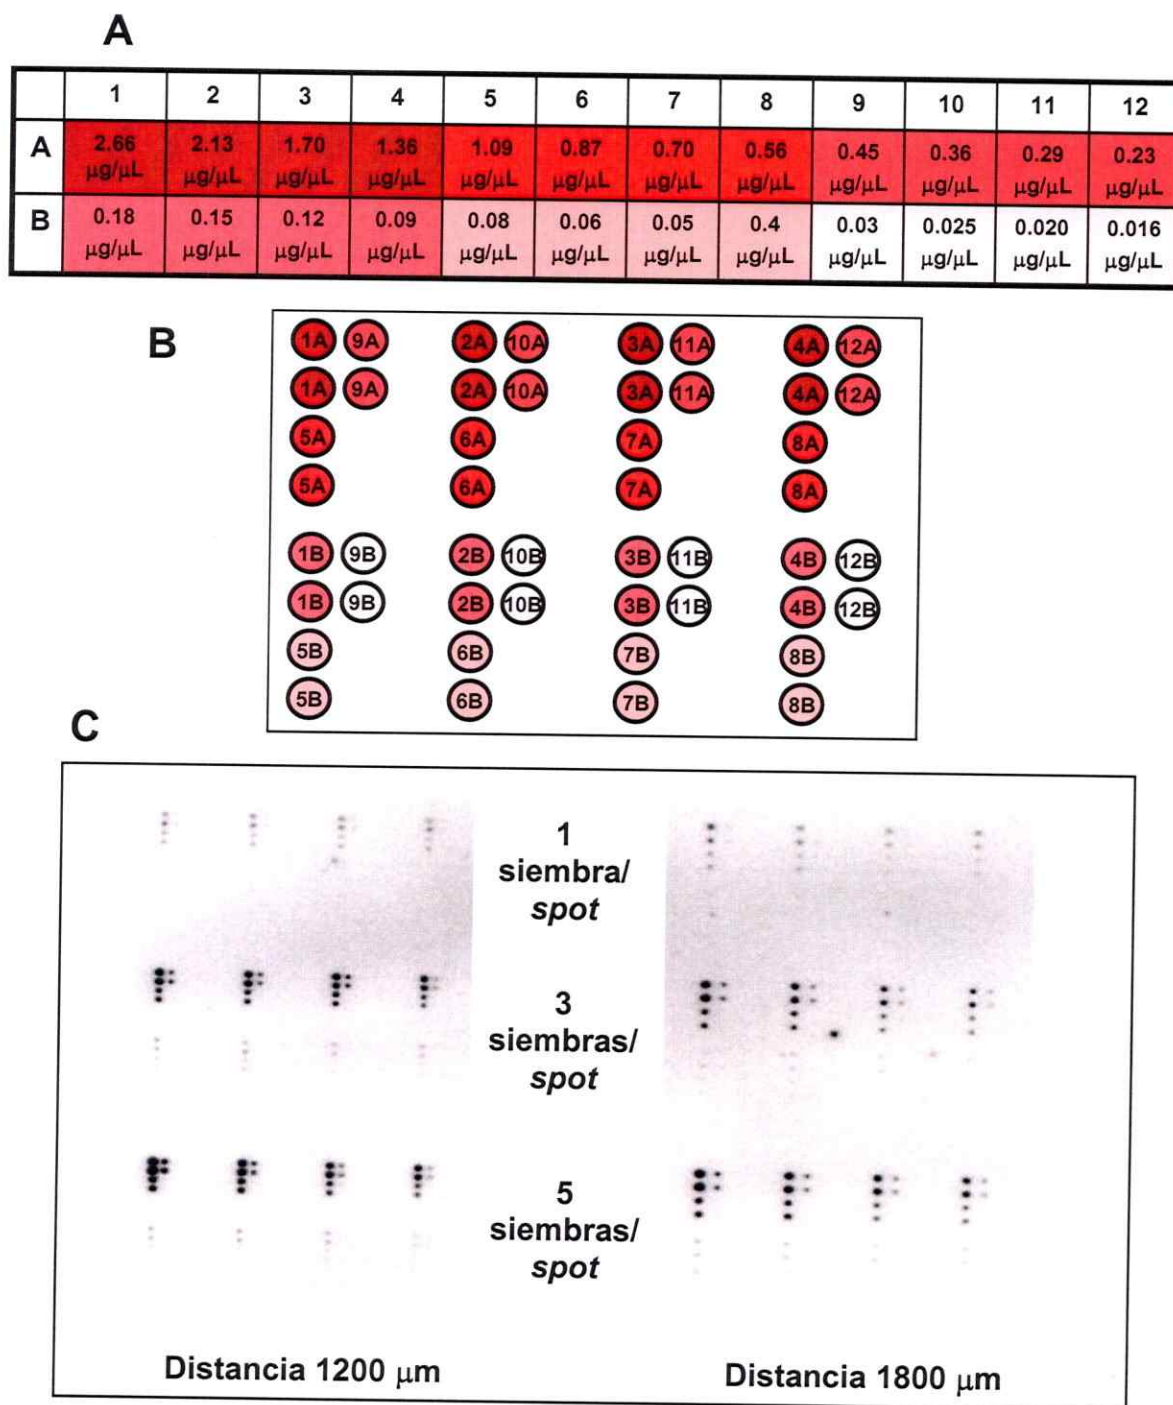 A
1 2 3 4 5 6 7 8 9 10 11 12
A 2.66 µg/µL 2.13 µg/µL 1.70 µg/µL 1.36 µg/µL 1.09 µg/µL 0.87 µg/µL 0.70 µg/µL 0.56 µg/µL 0.45 µg/µL 0.36 µg/µL 0.29 µg/µL 0.23 µg/µL
B 0.18 µg/µL 0.15 µg/µL 0.12 µg/µL 0.09 µg/µL 0.08 µg/µL 0.06 µg/µL 0.05 µg/µL 0.4 µg/µL 0.03 µg/µL 0.025 µg/µL 0.020 µg/µL 0.016 µg/µL
B
1A 9A 2A 10A 3A 11A 4A 12A
1A 9A 2A 10A 3A 11A 4A 12A
5A 6A 7A 8A
5A 6A 7A 8A
1B 9B 2B 10B 3B 11B 4B 12B
1B 9B 2B 10B 3B 11B 4B 12B
5B 6B 7B 8B
5B 6B 7B 8B
C
1
siembra/
spot
3
siembras/
spot
5
siembras/
spot
Distancia 1200 µm
Distancia 1800 µm